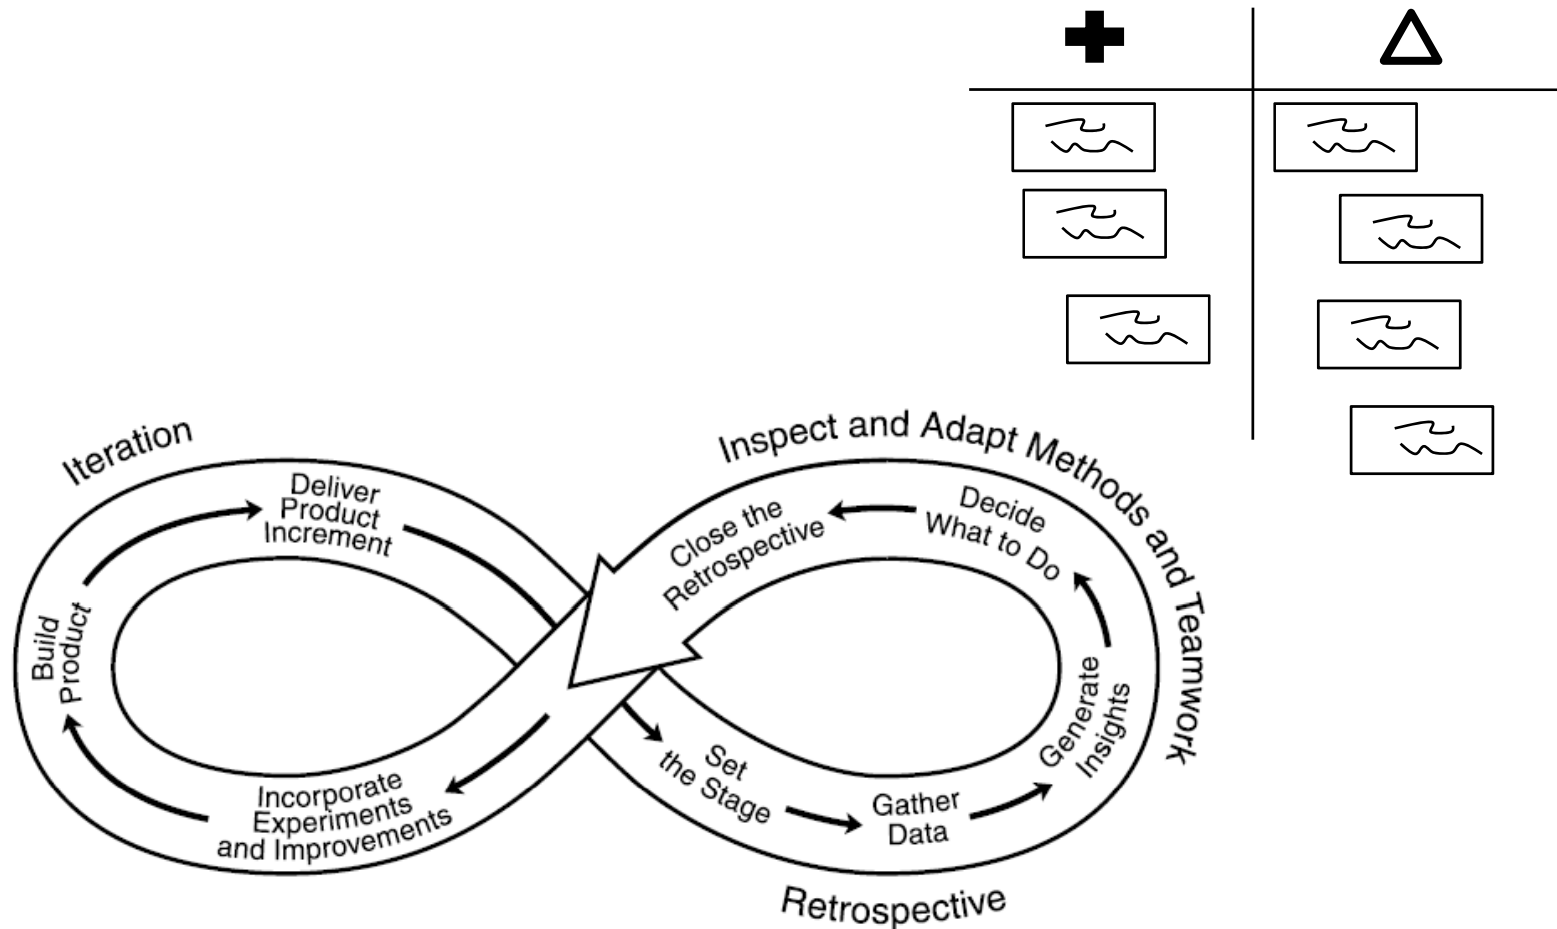 Iteration
Deliver
Product
Increment
Build
Product
Incorporate
Experiments
and Improvements
Inspect and Adapt Methods and Teamwork
Close the
Retrospective
Decide
What to Do
Generate
Insights
Set
the Stage
Gather
Data
Retrospective